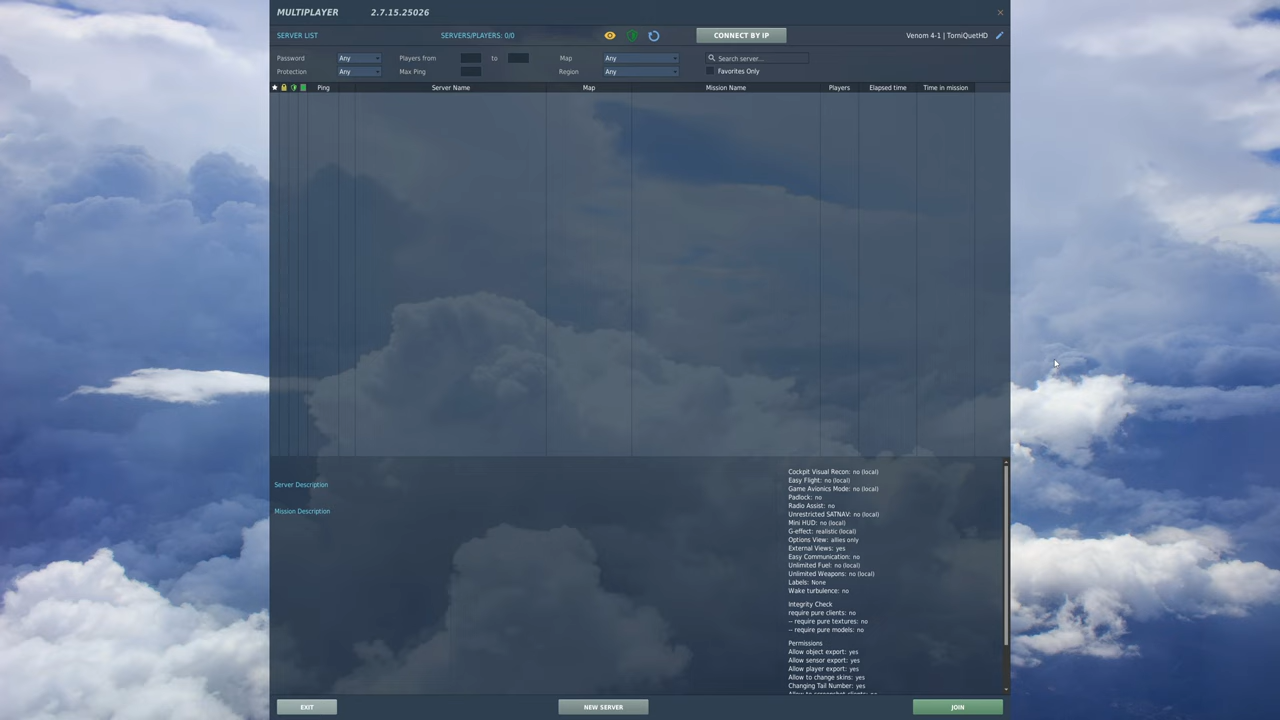 MULTIPLAYER 2.7.15.25026
SERVER LIST SERVERS/PLAYERS: 0/0 CONNECT BY IP Venom 4-1 | TomiQuetHD
Password Any Players from to Map Any Search server...
Protection Any Max Ping Region Any Favorites Only
Ping Server Name Map Mission Name Players Elapsed time Time in mission
Server Description
Mission Description
Cockpit Visual Recon: no (local)
Easy Flight: no (local)
Game Avionics Mode: no (local)
Padlock: no
Radio Assist: no
Unrestricted SATNAV: no (local)
Mini HUD: no (local)
G-effect: realistic (local)
Options View: allies only
External Views: yes
Easy Communication: no
Unlimited Fuel: no (local)
Unlimited Weapons: no (local)
Labels: None
Wake turbulence: no
Integrity Check
require pure clients: no
— require pure textures: no
— require pure models: no
Permissions
Allow object export: yes
Allow sensor export: yes
Allow player export: yes
Allow to change skins: yes
Changing Tail Number: yes
EXIT NEW SERVER JOIN